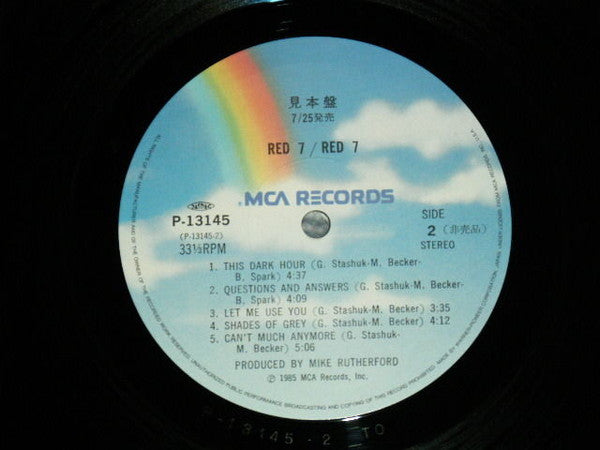 見本盤
7/25発売
RED 7 / RED 7
MCA RECORDS
P-13145
(P-13145-2)
33⅓RPM
SIDE
2 (非売品)
STEREO
1. THIS DARK HOUR (G. Stashuk-M. Becker-
B. Spark) 4:37
2. QUESTIONS AND ANSWERS (G. Stashuk-M. Becker-
B. Spark) 4:09
3. LET ME USE YOU (G. Stashuk-M. Becker) 3:35
4. SHADES OF GREY (G. Stashuk-M. Becker) 4:12
5. CAN'T MUCH ANYMORE (G. Stashuk-
M. Becker) 5:06
PRODUCED BY MIKE RUTHERFORD
Ⓟ 1985 MCA Records, Inc.
P-13145-2 TO